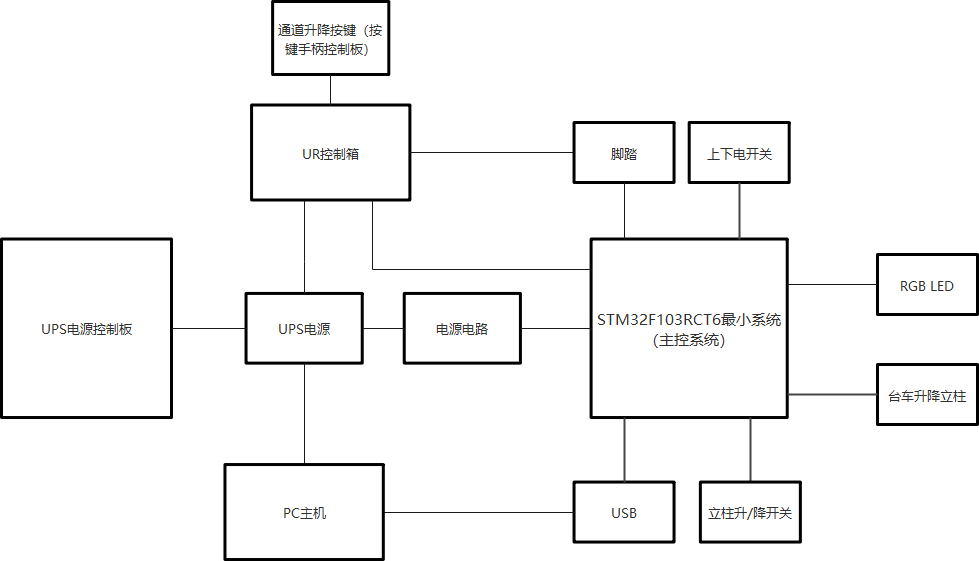 通道升降按键（按
键手柄控制板）
UR控制箱
脚踏
上下电开关
UPS电源控制板
UPS电源
电源电路
STM32F103RCT6最小系统
（主控系统）
RGB LED
台车升降立柱
PC主机
USB
立柱升/降开关